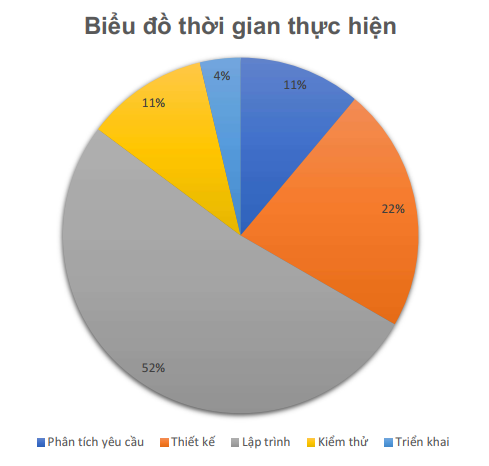 Biểu đồ thời gian thực hiện
4%
11%
11%
22%
52%
Phân tích yêu cầu Thiết kế Lập trình Kiểm thử Triển khai